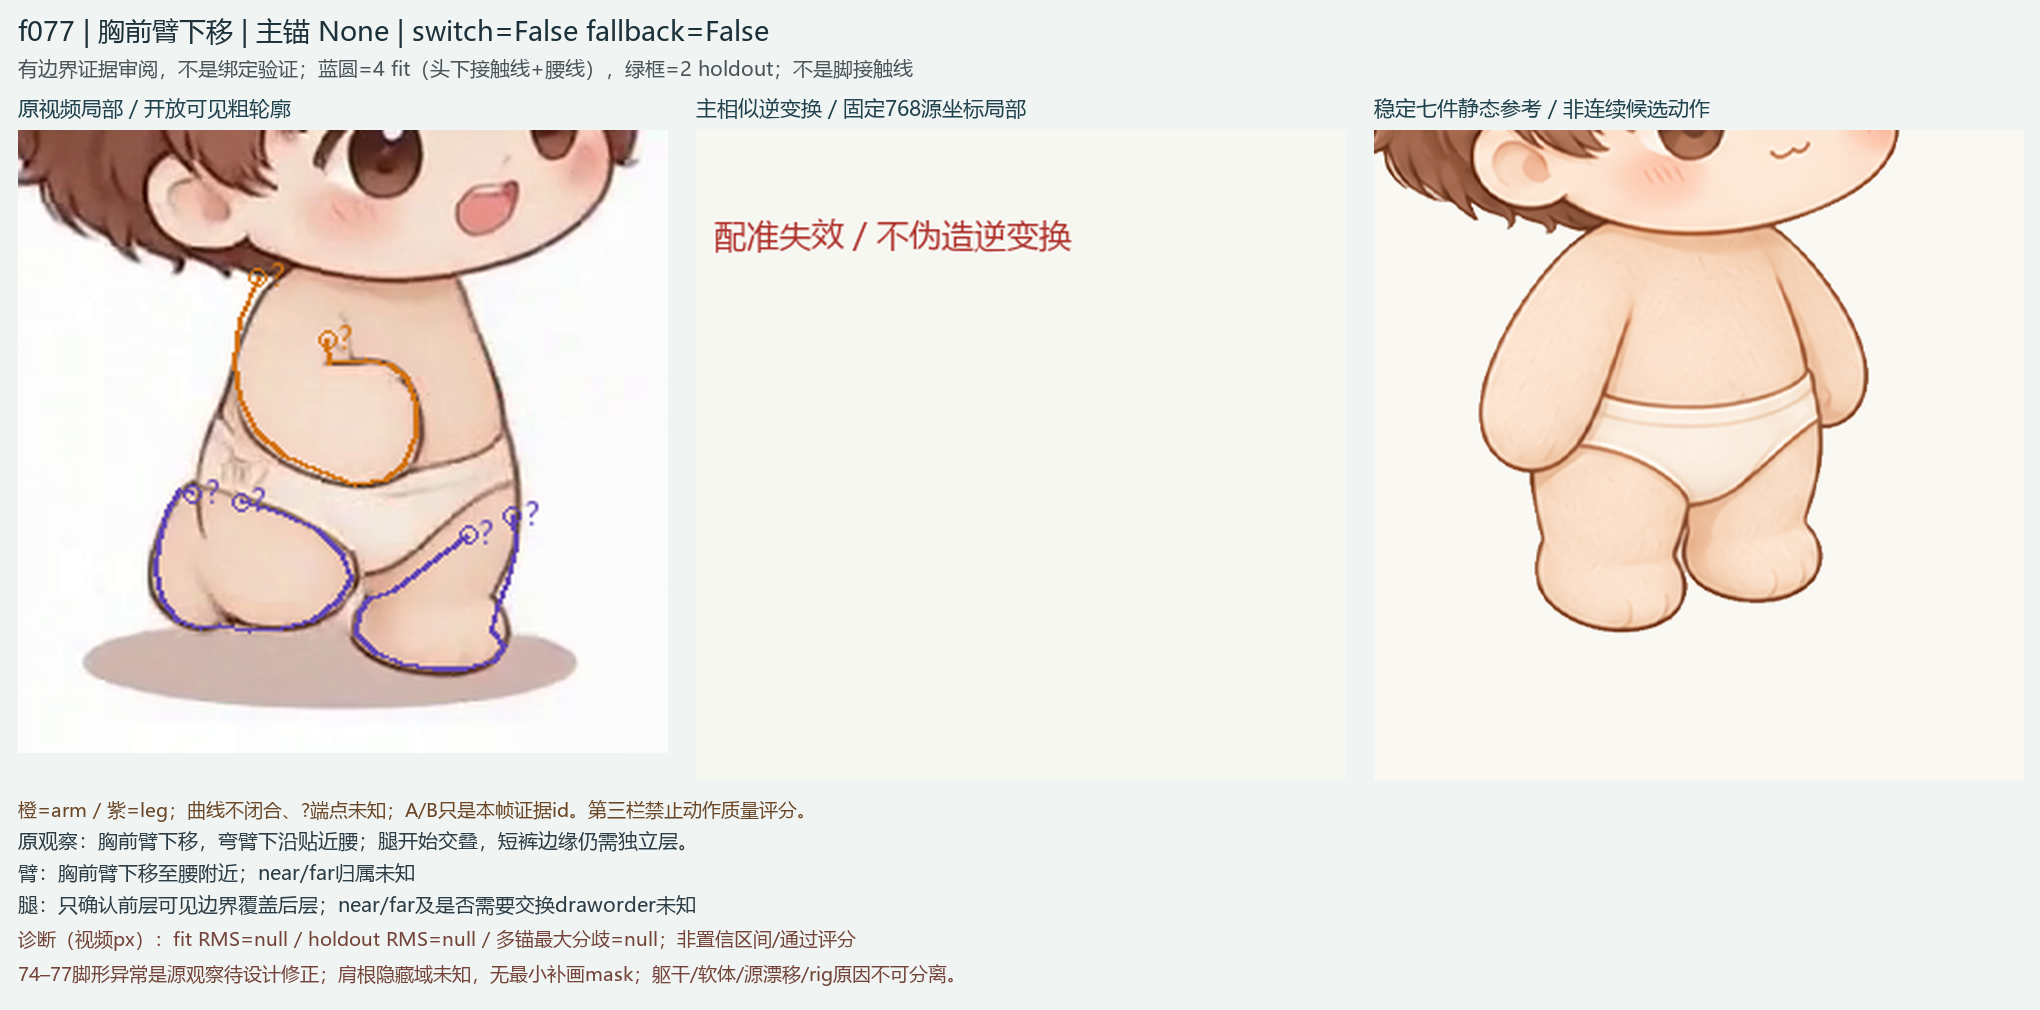 f077 | 胸前臂下移 | 主锚 None | switch=False fallback=False
有边界证据审阅，不是绑定验证；蓝圆=4 fit（头下接触线+腰线），绿框=2 holdout；不是脚接触线
原视频局部 / 开放可见粗轮廓
主相似逆变换 / 固定768源坐标局部
稳定七件静态参考 / 非连续候选动作
配准失效 / 不伪造逆变换
?
?
? ?
? ?
橙=arm / 紫=leg；曲线不闭合、?端点未知；A/B只是本帧证据id。第三栏禁止动作质量评分。
原观察：胸前臂下移，弯臂下沿贴近腰；腿开始交叠，短裤边缘仍需独立层。
臂：胸前臂下移至腰附近；near/far归属未知
腿：只确认前层可见边界覆盖后层；near/far及是否需要交换draworder未知
诊断（视频px）：fit RMS=null / holdout RMS=null / 多锚最大分歧=null；非置信区间/通过评分
74–77脚形异常是源观察待设计修正；肩根隐藏域未知，无最小补画mask；躯干/软体/源漂移/rig原因不可分离。